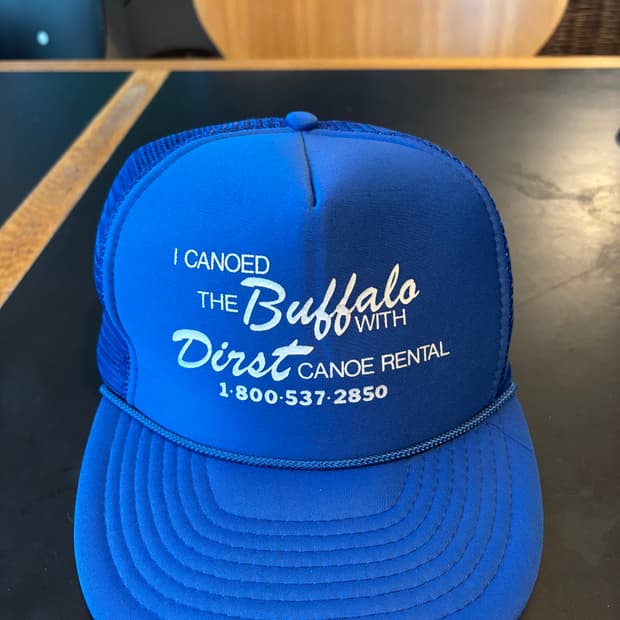 I CANOED
THE Buffalo
WITH
Dirst CANOE RENTAL
1·800·537·2850